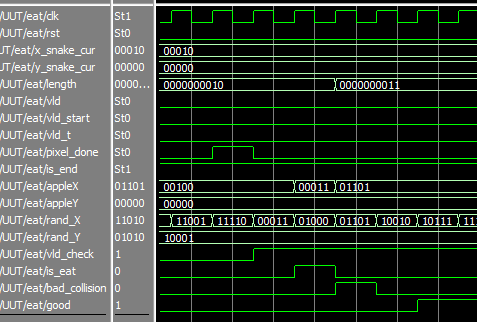 /UUT/eat/clk St1
/UUT/eat/rst St0
UT/eat/x_snake_cur 00010 00010
UT/eat/y_snake_cur 00000 00000
/UUT/eat/length 0000... 0000000010 0000000011
/UUT/eat/vld St0
/UUT/eat/vld_start St0
/UUT/eat/vld_t St0
/UUT/eat/pixel_done St0
/UUT/eat/is_end St1
/UUT/eat/appleX 01101 00100 00011 01101
/UUT/eat/appleY 00000 00000
/UUT/eat/rand_X 11010 11001 11110 00011 01000 01101 10010 10111 11
/UUT/eat/rand_Y 01010 10001
/UUT/eat/vld_check 1
/UUT/eat/is_eat 0
/UUT/eat/bad_collision 0
/UUT/eat/good 1